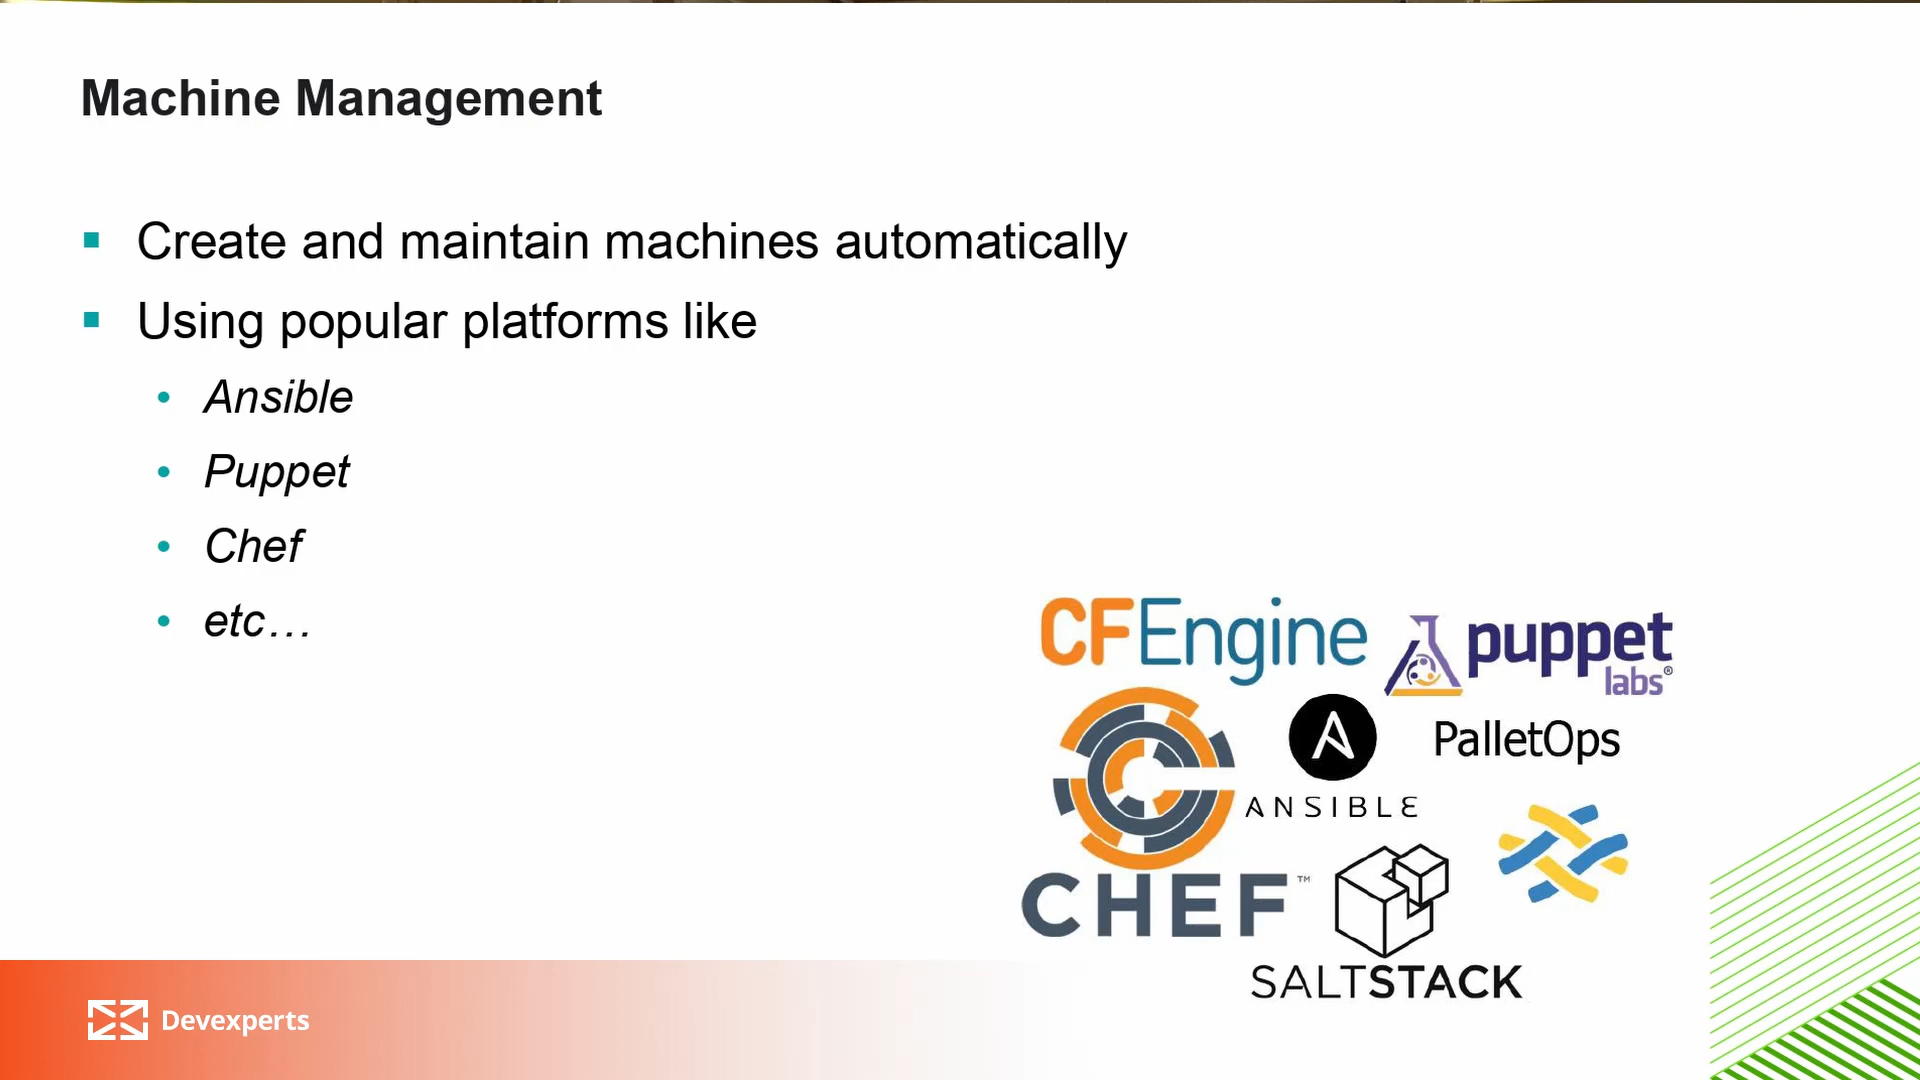 Machine Management
Create and maintain machines automatically
Using popular platforms like
Ansible
Puppet
Chef
etc…
CFEngine
puppet
labs®
ANSIBLE
PalletOps
CHEF™
SALTSTACK
Devexperts